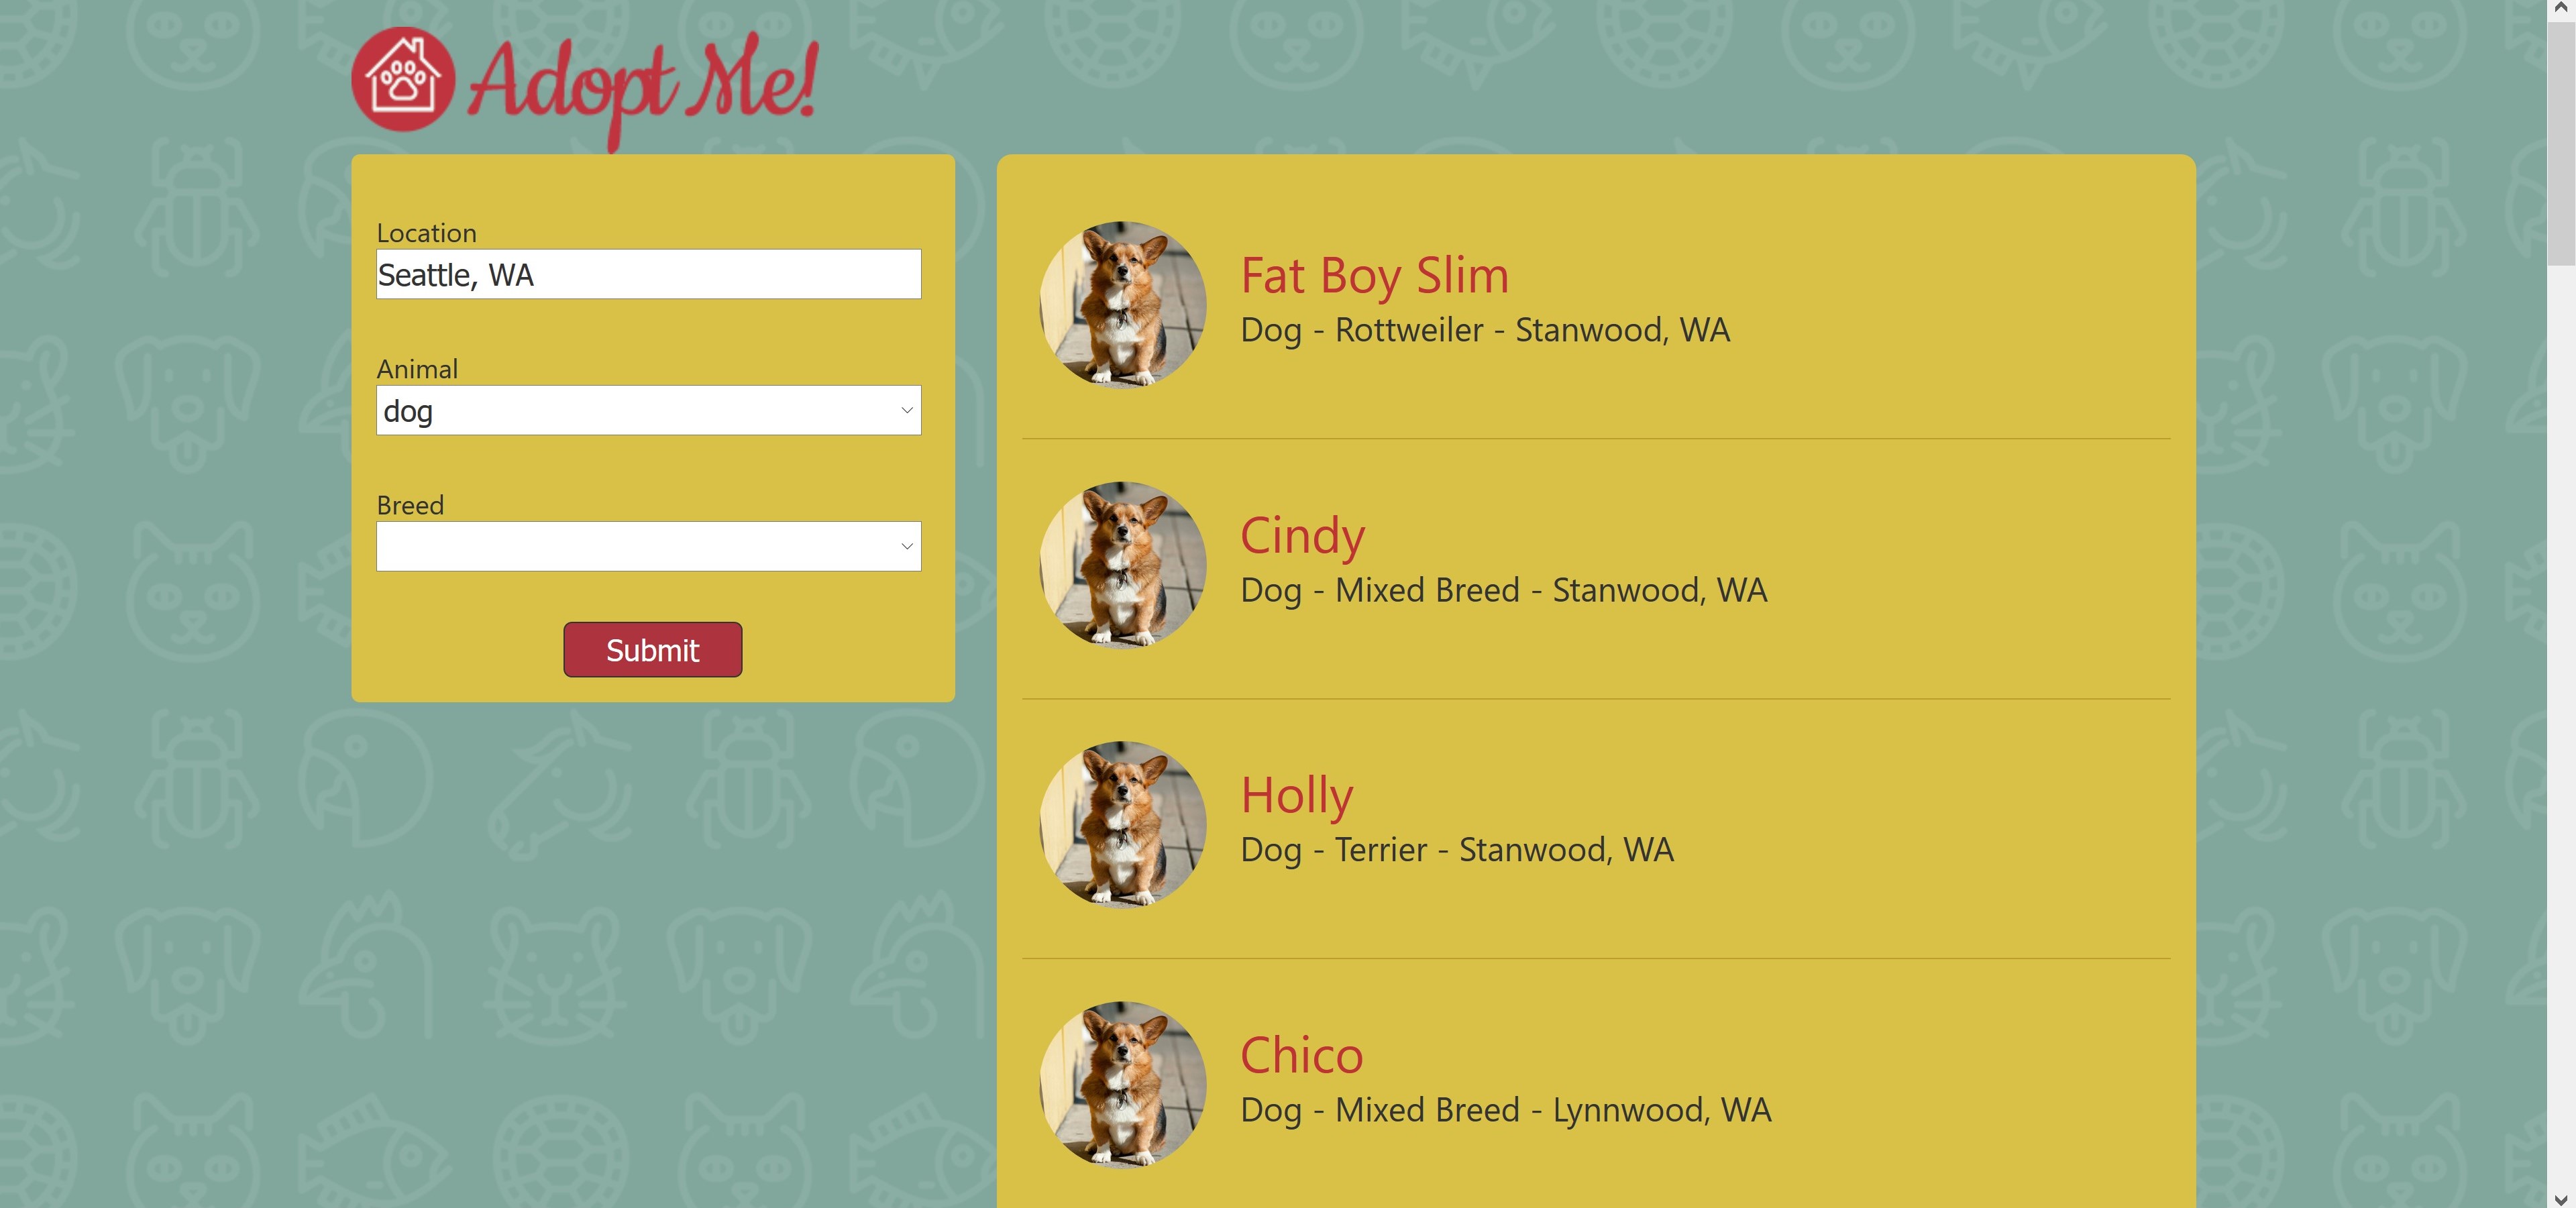 Adopt Me!
Location
Seattle, WA
Animal
dog
Breed
Submit
Fat Boy Slim
Dog - Rottweiler - Stanwood, WA
Cindy
Dog - Mixed Breed - Stanwood, WA
Holly
Dog - Terrier - Stanwood, WA
Chico
Dog - Mixed Breed - Lynnwood, WA